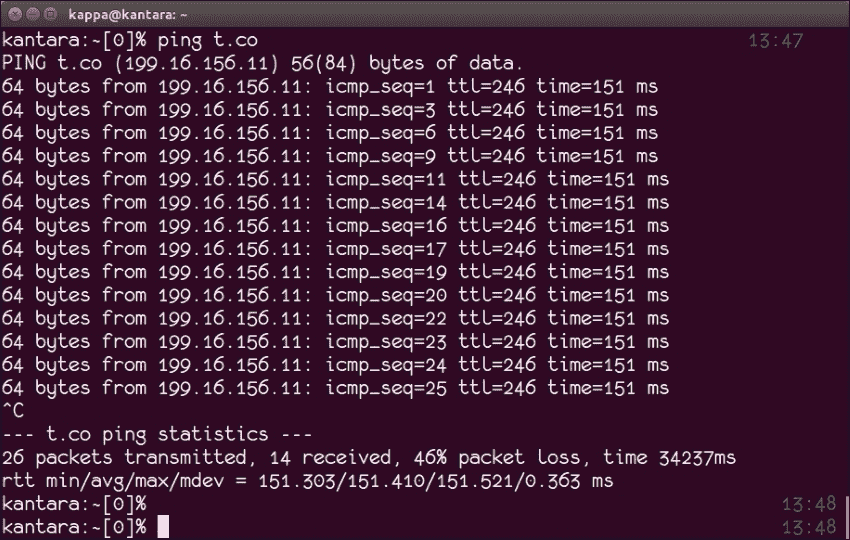 kappa@kantara: ~
kantara:~[0]% ping t.co 13:47
PING t.co (199.16.156.11) 56(84) bytes of data.
64 bytes from 199.16.156.11: icmp_seq=1 ttl=246 time=151 ms
64 bytes from 199.16.156.11: icmp_seq=3 ttl=246 time=151 ms
64 bytes from 199.16.156.11: icmp_seq=6 ttl=246 time=151 ms
64 bytes from 199.16.156.11: icmp_seq=9 ttl=246 time=151 ms
64 bytes from 199.16.156.11: icmp_seq=11 ttl=246 time=151 ms
64 bytes from 199.16.156.11: icmp_seq=14 ttl=246 time=151 ms
64 bytes from 199.16.156.11: icmp_seq=16 ttl=246 time=151 ms
64 bytes from 199.16.156.11: icmp_seq=17 ttl=246 time=151 ms
64 bytes from 199.16.156.11: icmp_seq=19 ttl=246 time=151 ms
64 bytes from 199.16.156.11: icmp_seq=20 ttl=246 time=151 ms
64 bytes from 199.16.156.11: icmp_seq=22 ttl=246 time=151 ms
64 bytes from 199.16.156.11: icmp_seq=23 ttl=246 time=151 ms
64 bytes from 199.16.156.11: icmp_seq=24 ttl=246 time=151 ms
64 bytes from 199.16.156.11: icmp_seq=25 ttl=246 time=151 ms
^C
--- t.co ping statistics ---
26 packets transmitted, 14 received, 46% packet loss, time 34237ms
rtt min/avg/max/mdev = 151.303/151.410/151.521/0.363 ms
kantara:~[0]% 13:48
kantara:~[0]% 13:48